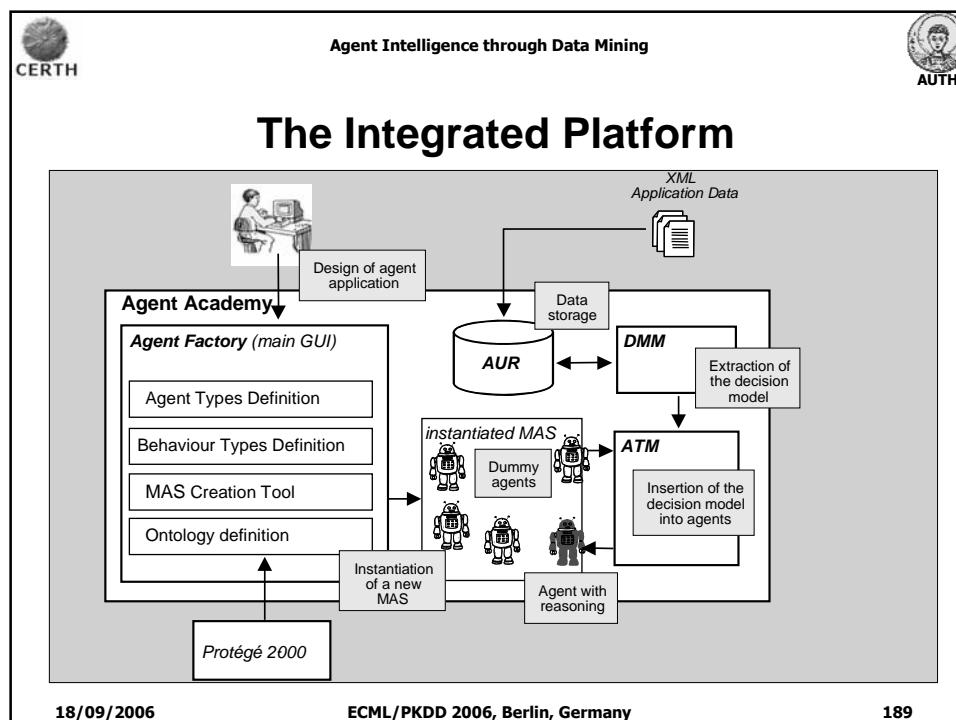 CERTH
Agent Intelligence through Data Mining
AUTH
The Integrated Platform
XML
Application Data
Design of agent
application
Agent Academy
Data
storage
Agent Factory (main GUI)
AUR
DMM
Extraction of
the decision
model
Agent Types Definition
Behaviour Types Definition
MAS Creation Tool
Ontology definition
instantiated MAS
Dummy
agents
ATM
Insertion of the
decision model
into agents
Instantiation
of a new
MAS
Agent with
reasoning
Protégé 2000
18/09/2006
ECML/PKDD 2006, Berlin, Germany
189